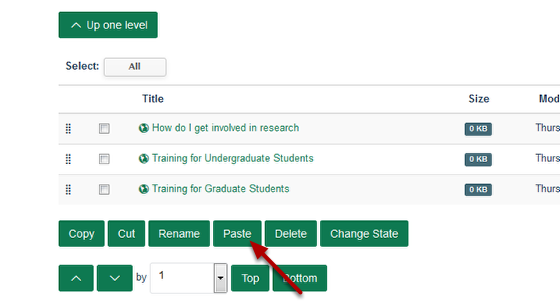 Up one level
Select: All
Title Size Mod
How do I get involved in research 0 KB Thurs
Training for Undergraduate Students 0 KB Thurs
Training for Graduate Students 0 KB Thurs
Copy Cut Rename Paste Delete Change State
by 1 Top Bottom